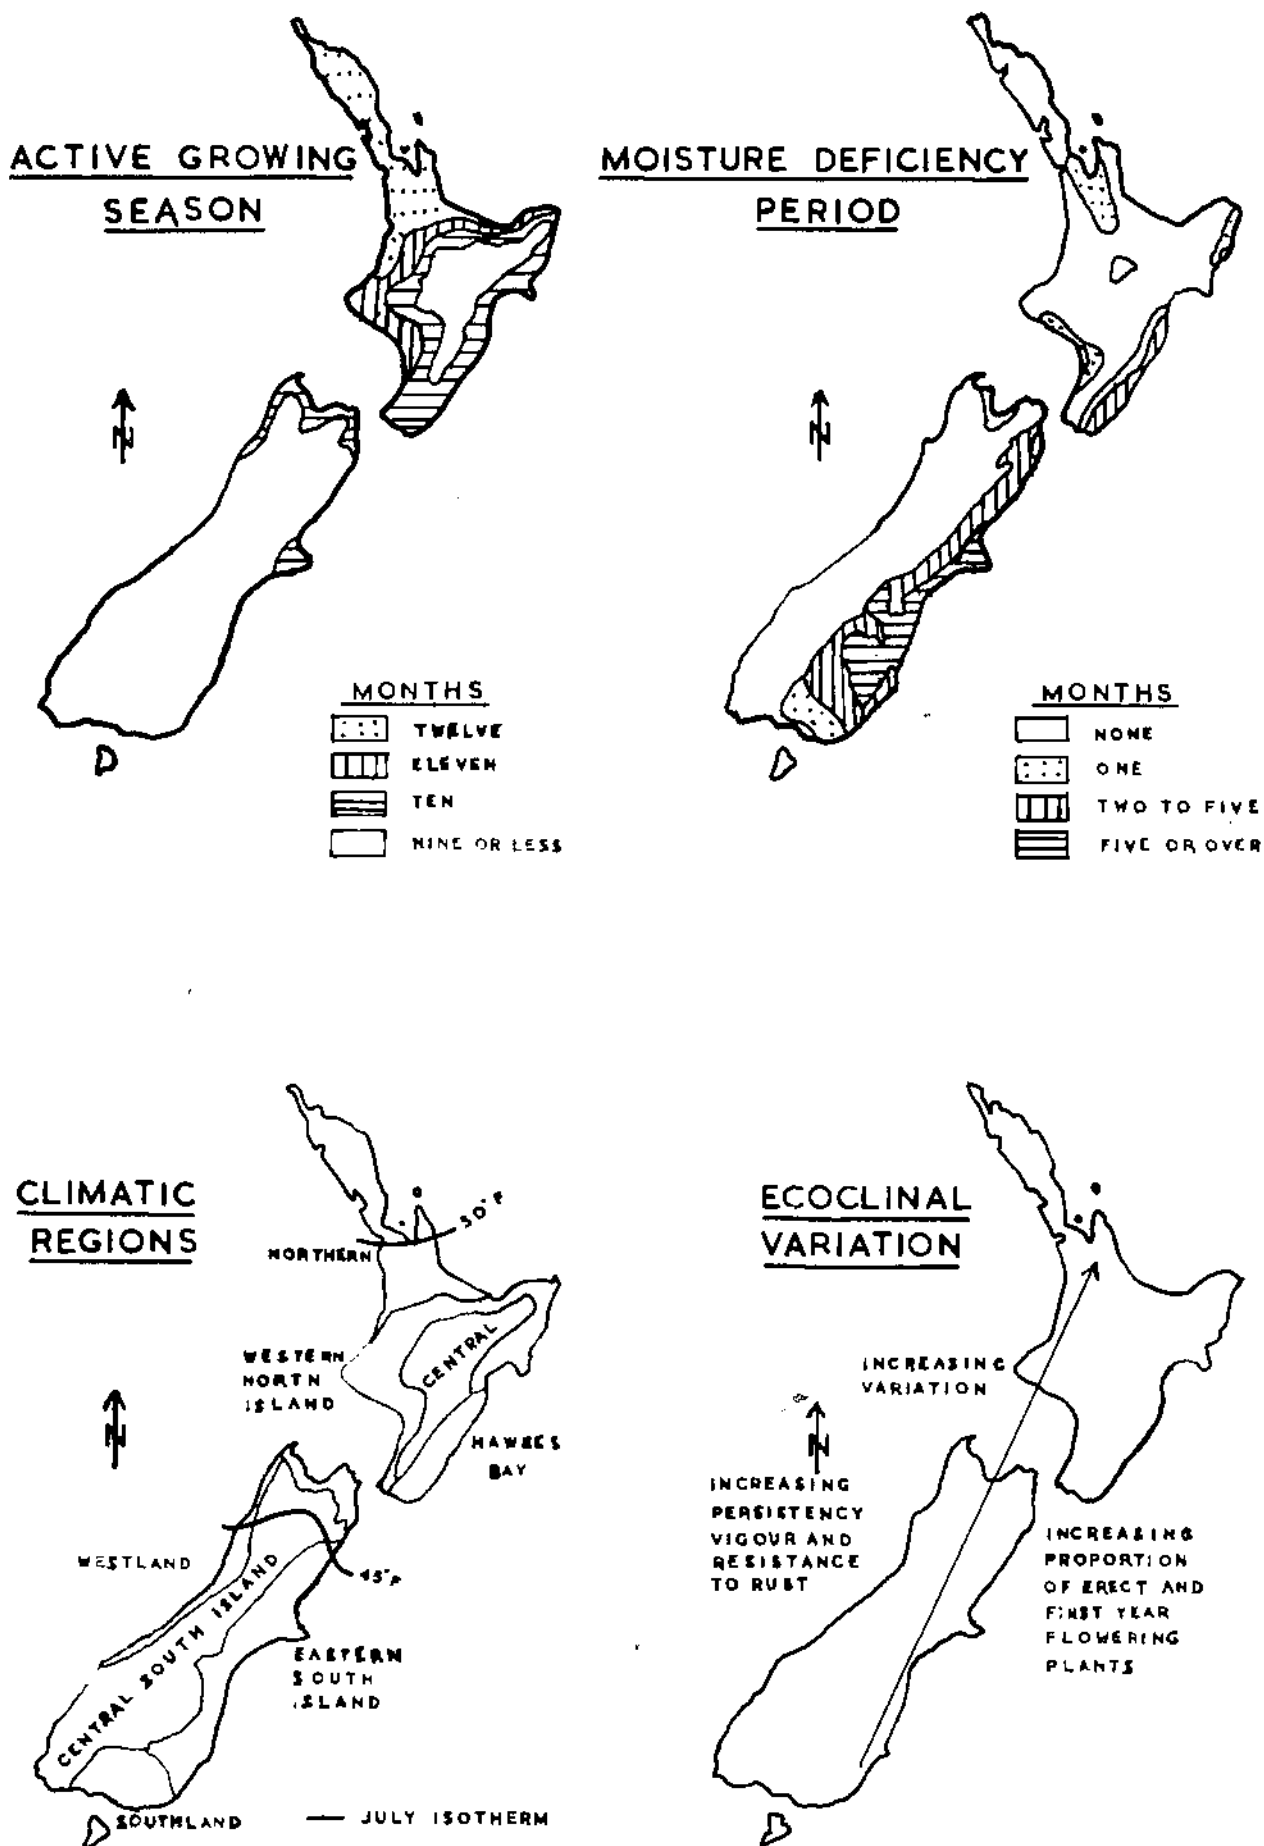 ACTIVE GROWING
SEASON
N
MONTHS
TWELVE
ELEVEN
TEN
NINE OR LESS
MOISTURE DEFICIENCY
PERIOD
N
MONTHS
NONE
ONE
TWO TO FIVE
FIVE OR OVER
CLIMATIC
REGIONS
50°F
NORTHERN
CENTRAL
WESTERN
NORTH
ISLAND
N
HAWKES
BAY
WESTLAND
45°F
CENTRAL SOUTH ISLAND
EASTERN
SOUTH
ISLAND
SOUTHLAND
JULY ISOTHERM
ECOCLINAL
VARIATION
INCREASING
VARIATION
N
INCREASING
PERSISTENCY
VIGOUR AND
RESISTANCE
TO RUST
INCREASING
PROPORTION
OF ERECT AND
FIRST YEAR
FLOWERING
PLANTS